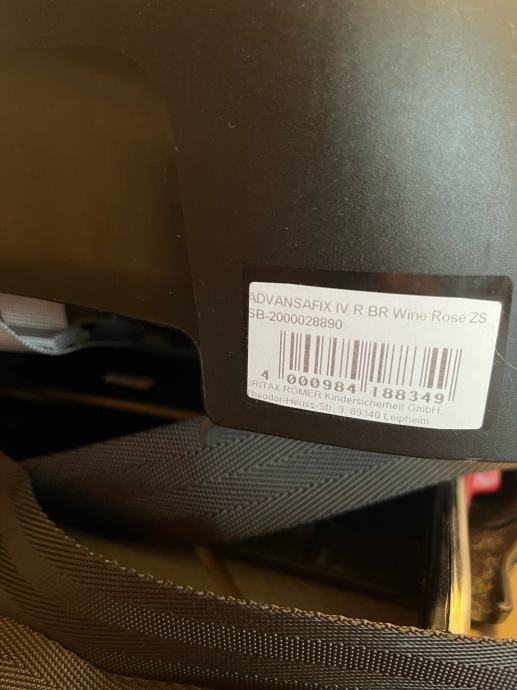 ADVANSAFIX IV R BR Wine Rose ZS
SB-2000028890
4 000984 188349
BRITAX RÖMER Kindersicherheit GmbH.
Theodor-Heuss-Str. 9, 89340 Leipheim